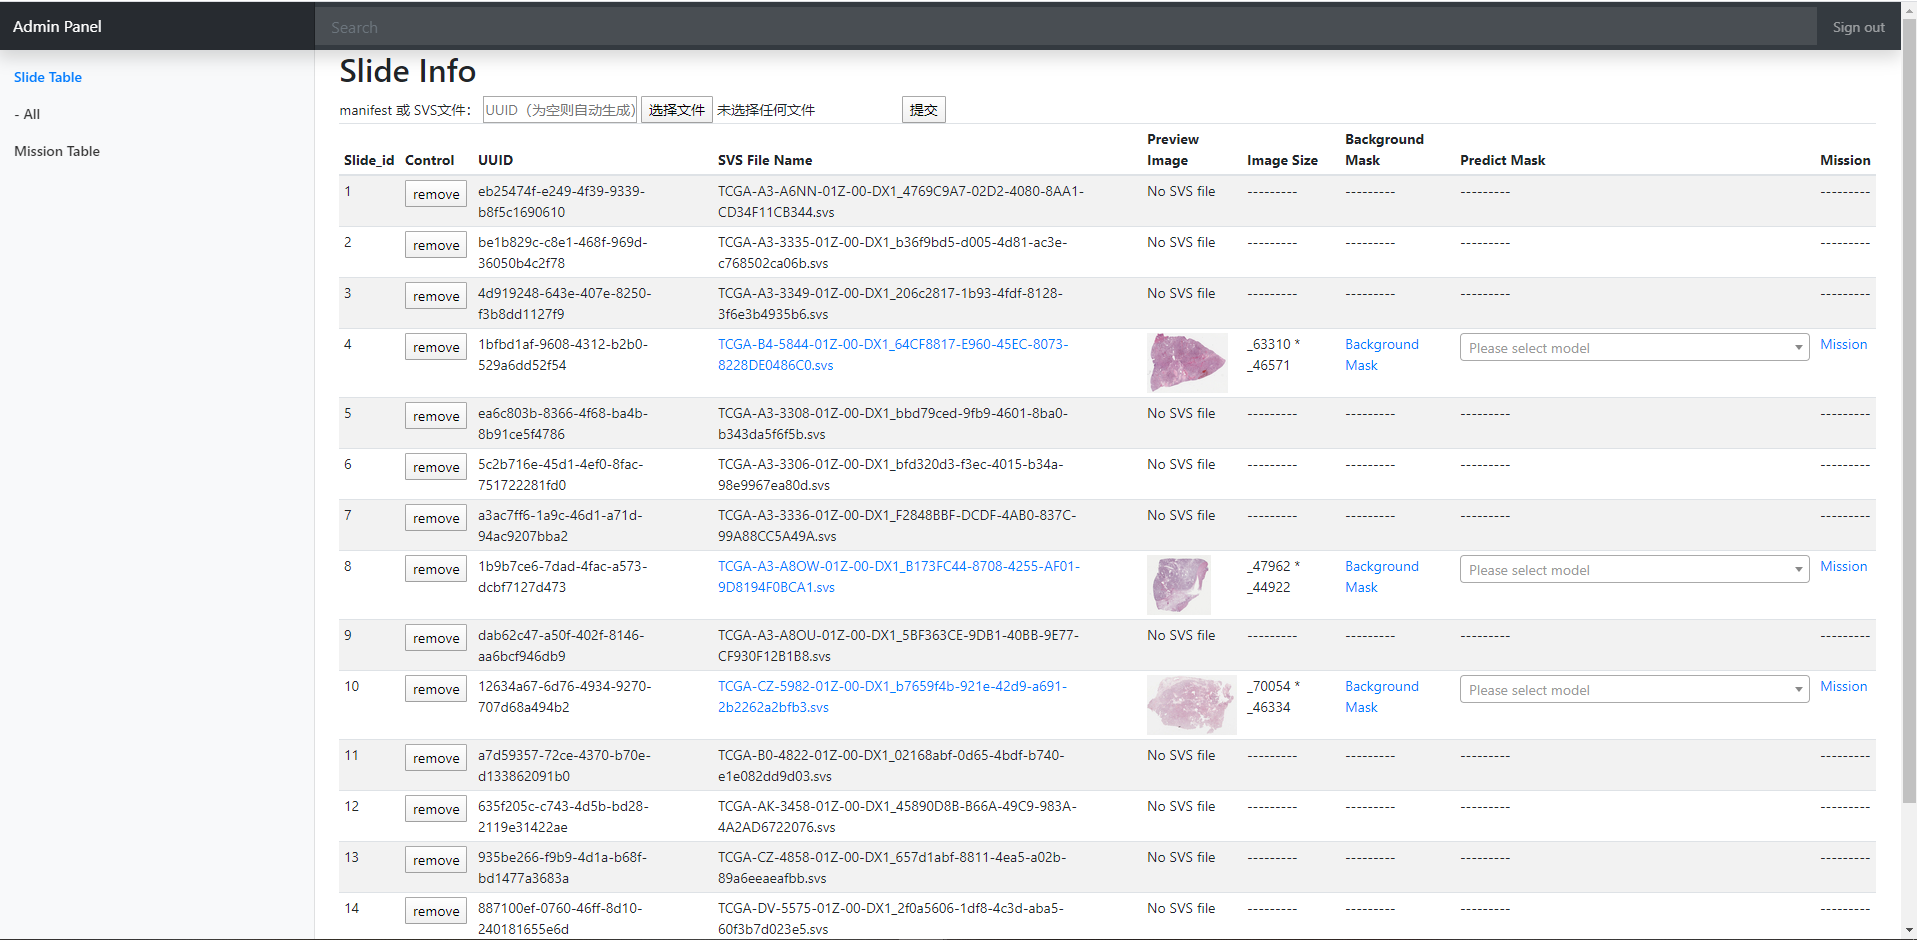 Admin Panel
Search
Sign out
Slide Table
- All
Mission Table
Slide Info
manifest 或 SVS文件: UUID（为空则自动生成） 选择文件 未选择任何文件 提交
Slide_id Control UUID SVS File Name Preview Image Image Size Background Mask Predict Mask Mission
1 remove eb25474f-e249-4f39-9339- TCGA-A3-A6NN-01Z-00-DX1_4769C9A7-02D2-4080-8AA1- No SVS file --------- --------- --------- ---------
b8f5c1690610 CD34F11CB344.svs
2 remove be1b829c-c8e1-468f-969d- TCGA-A3-3335-01Z-00-DX1_b36f9bd5-d005-4d81-ac3e- No SVS file --------- --------- --------- ---------
36050b4c2f78 c768502ca06b.svs
3 remove 4d919248-643e-407e-8250- TCGA-A3-3349-01Z-00-DX1_206c2817-1b93-4fdf-8128- No SVS file --------- --------- --------- ---------
f3b8dd1127f9 3f6e3b4935b6.svs
4 remove 1bfbd1af-9608-4312-b2b0- TCGA-B4-5844-01Z-00-DX1_64CF8817-E960-45EC-8073- _63310 * Background Please select model Mission
529a6dd52f54 8228DE0486C0.svs _46571 Mask
5 remove ea6c803b-8366-4f68-ba4b- TCGA-A3-3308-01Z-00-DX1_bbd79ced-9fb9-4601-8ba0- No SVS file --------- --------- --------- ---------
8b91ce5f4786 b343da5f6f5b.svs
6 remove 5c2b716e-45d1-4ef0-8fac- TCGA-A3-3306-01Z-00-DX1_bfd320d3-f3ec-4015-b34a- No SVS file --------- --------- --------- ---------
751722281fd0 98e9967ea80d.svs
7 remove a3ac7ff6-1a9c-46d1-a71d- TCGA-A3-3336-01Z-00-DX1_F2848BBF-DCDF-4AB0-837C- No SVS file --------- --------- --------- ---------
94ac9207bba2 99A88CC5A49A.svs
8 remove 1b9b7ce6-7dad-4fac-a573- TCGA-A3-A8OW-01Z-00-DX1_B173FC44-8708-4255-AF01- _47962 * Background Please select model Mission
dcbf7127d473 9D8194F0BCA1.svs _44922 Mask
9 remove dab62c47-a50f-402f-8146- TCGA-A3-A8OU-01Z-00-DX1_5BF363CE-9DB1-40BB-9E77- No SVS file --------- --------- --------- ---------
aa6bcf946db9 CF930F12B1B8.svs
10 remove 12634a67-6d76-4934-9270- TCGA-CZ-5982-01Z-00-DX1_b7659f4b-921e-42d9-a691- _70054 * Background Please select model Mission
707d68a494b2 2b2262a2bfb3.svs _46334 Mask
11 remove a7d59357-72ce-4370-b70e- TCGA-B0-4822-01Z-00-DX1_02168abf-0d65-4bdf-b740- No SVS file --------- --------- --------- ---------
d133862091b0 e1e082dd9d03.svs
12 remove 635f205c-c743-4d5b-bd28- TCGA-AK-3458-01Z-00-DX1_45890D8B-B66A-49C9-983A- No SVS file --------- --------- --------- ---------
2119e31422ae 4A2AD6722076.svs
13 remove 935be266-f9b9-4d1a-b68f- TCGA-CZ-4858-01Z-00-DX1_657d1abf-8811-4ea5-a02b- No SVS file --------- --------- --------- ---------
bd1477a3683a 89a6eeaeafbb.svs
14 remove 887100ef-0760-46ff-8d10- TCGA-DV-5575-01Z-00-DX1_2f0a5606-1df8-4c3d-aba5- No SVS file --------- --------- --------- ---------
240181655e6d 60f3b7d023e5.svs